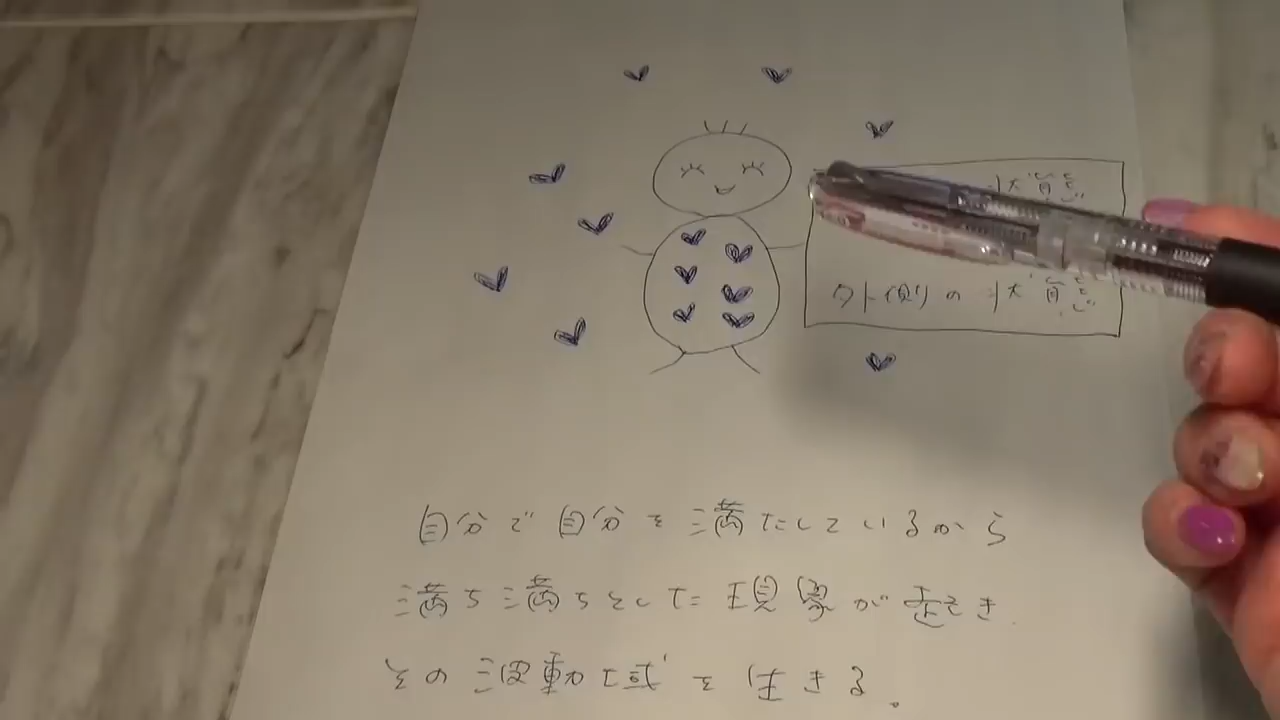 状態
外側の状態
自分で自分を満たしているから
満ち満ちとした現象が起き
その波動域を生きる。